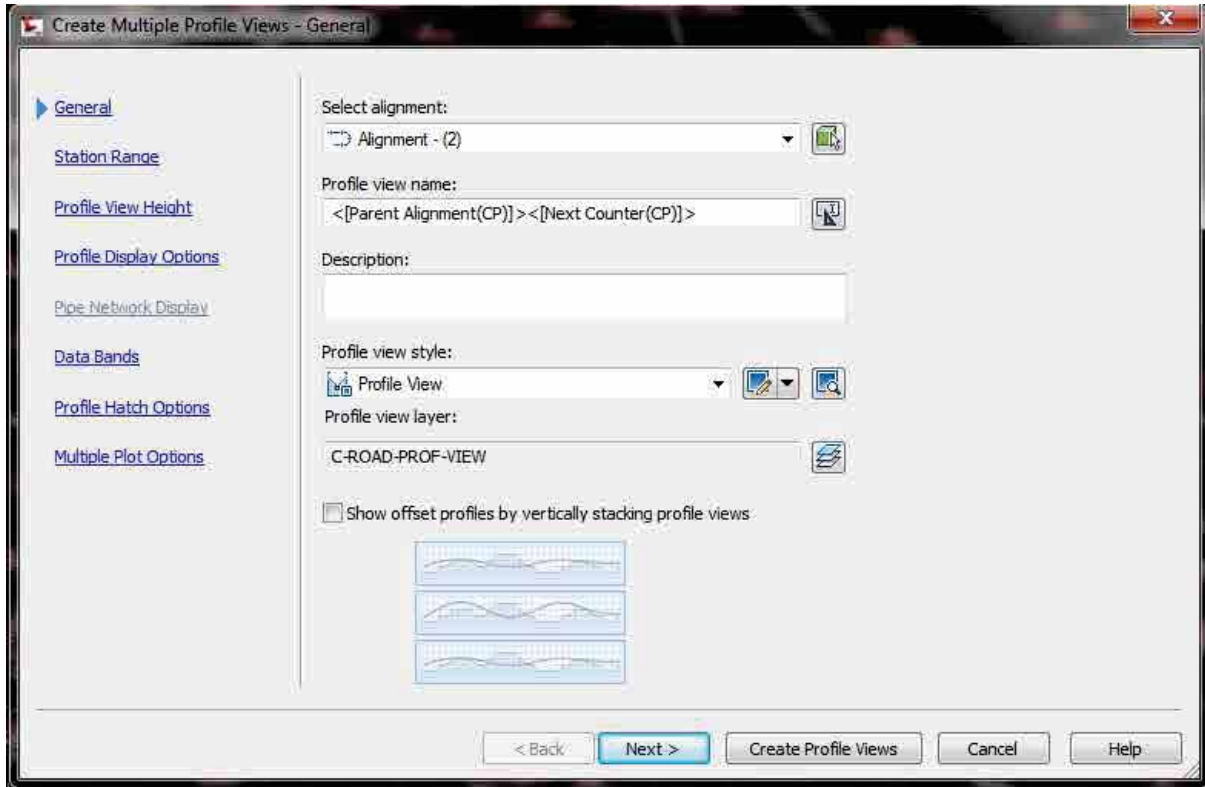 Create Multiple Profile Views - General
General
Station Range
Profile View Height
Profile Display Options
Pipe Network Display
Data Bands
Profile Hatch Options
Multiple Plot Options
Select alignment:
Alignment - (2)
Profile view name:
<[Parent Alignment(CP)]><[Next Counter(CP)]>
Description:
Profile view style:
Profile View
Profile view layer:
C-ROAD-PROF-VIEW
Show offset profiles by vertically stacking profile views
< Back
Next >
Create Profile Views
Cancel
Help